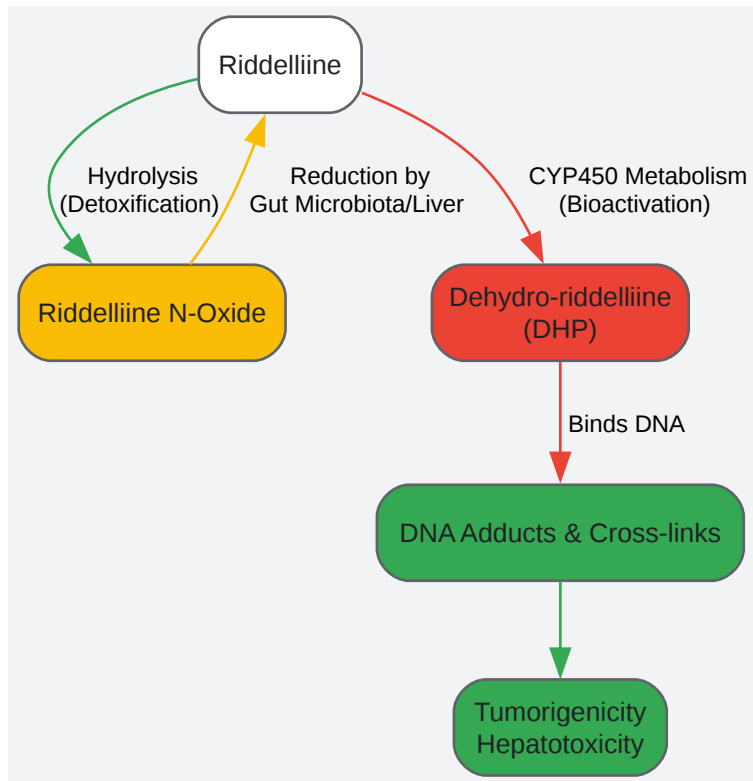 Riddelliine
Hydrolysis
(Detoxification)
Reduction by
Gut Microbiota/Liver
CYP450 Metabolism
(Bioactivation)
Riddelliine N-Oxide
Dehydro-riddelliine
(DHP)
Binds DNA
DNA Adducts & Cross-links
Tumorigenicity
Hepatotoxicity